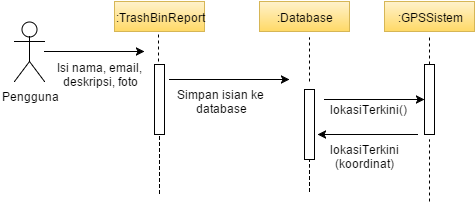 :TrashBinReport
:Database
:GPSSistem
Isi nama, email,
deskripsi, foto
Pengguna
Simpan isian ke
database
lokasiTerkini()
lokasiTerkini
(koordinat)